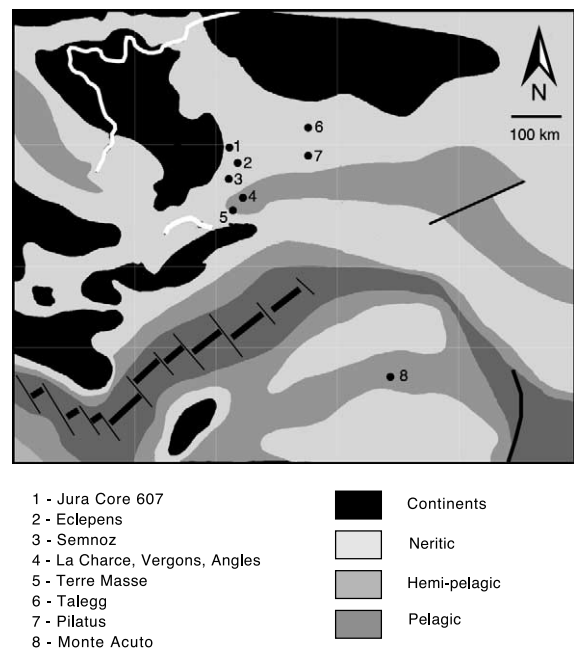 N
100 km
1
2
3
4
5
6
7
8
1 - Jura Core 607
2 - Eclepens
3 - Semnoz
4 - La Charce, Vergons, Angles
5 - Terre Masse
6 - Talegg
7 - Pilatus
8 - Monte Acuto
Continents
Neritic
Hemi-pelagic
Pelagic